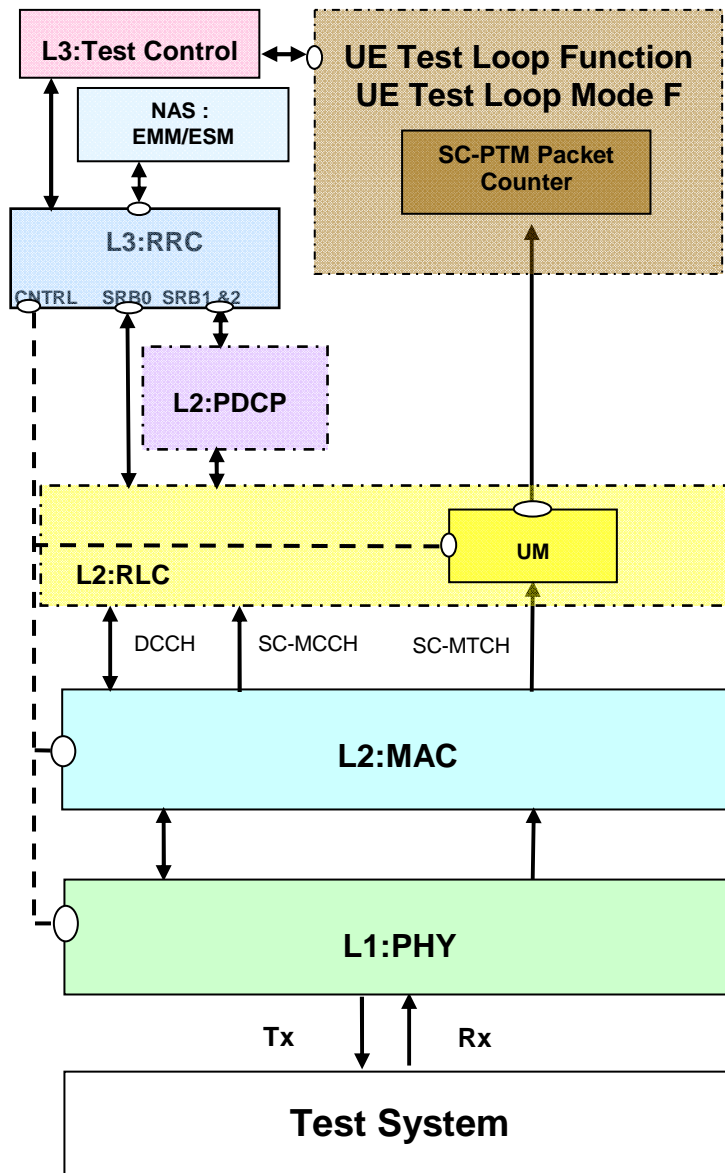 L3:Test Control
UE Test Loop Function
UE Test Loop Mode F
NAS :
EMM/ESM
SC-PTM Packet
Counter
L3:RRC
CNTRL SRB0 SRB1 &2
L2:PDCP
UM
L2:RLC
DCCH SC-MCCH SC-MTCH
L2:MAC
L1:PHY
Tx Rx
Test System